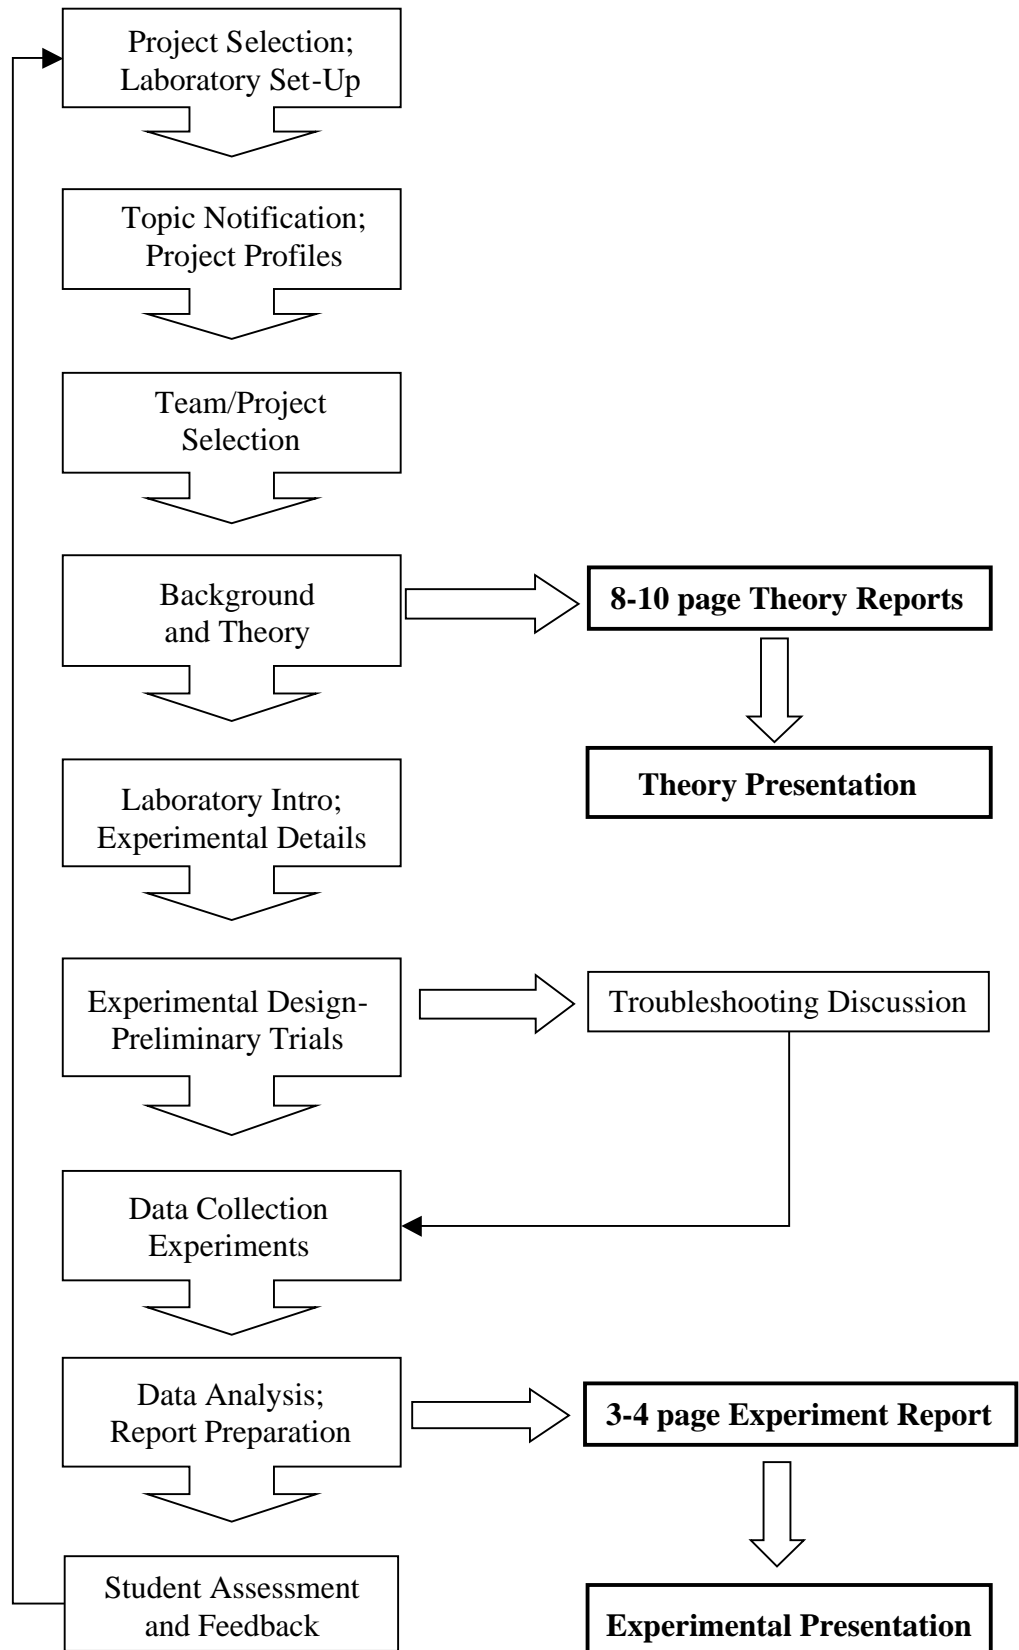 Project Selection;
Laboratory Set-Up
Topic Notification;
Project Profiles
Team/Project
Selection
Background
and Theory
8-10 page Theory Reports
Theory Presentation
Laboratory Intro;
Experimental Details
Experimental Design-
Preliminary Trials
Troubleshooting Discussion
Data Collection
Experiments
Data Analysis;
Report Preparation
3-4 page Experiment Report
Student Assessment
and Feedback
Experimental Presentation